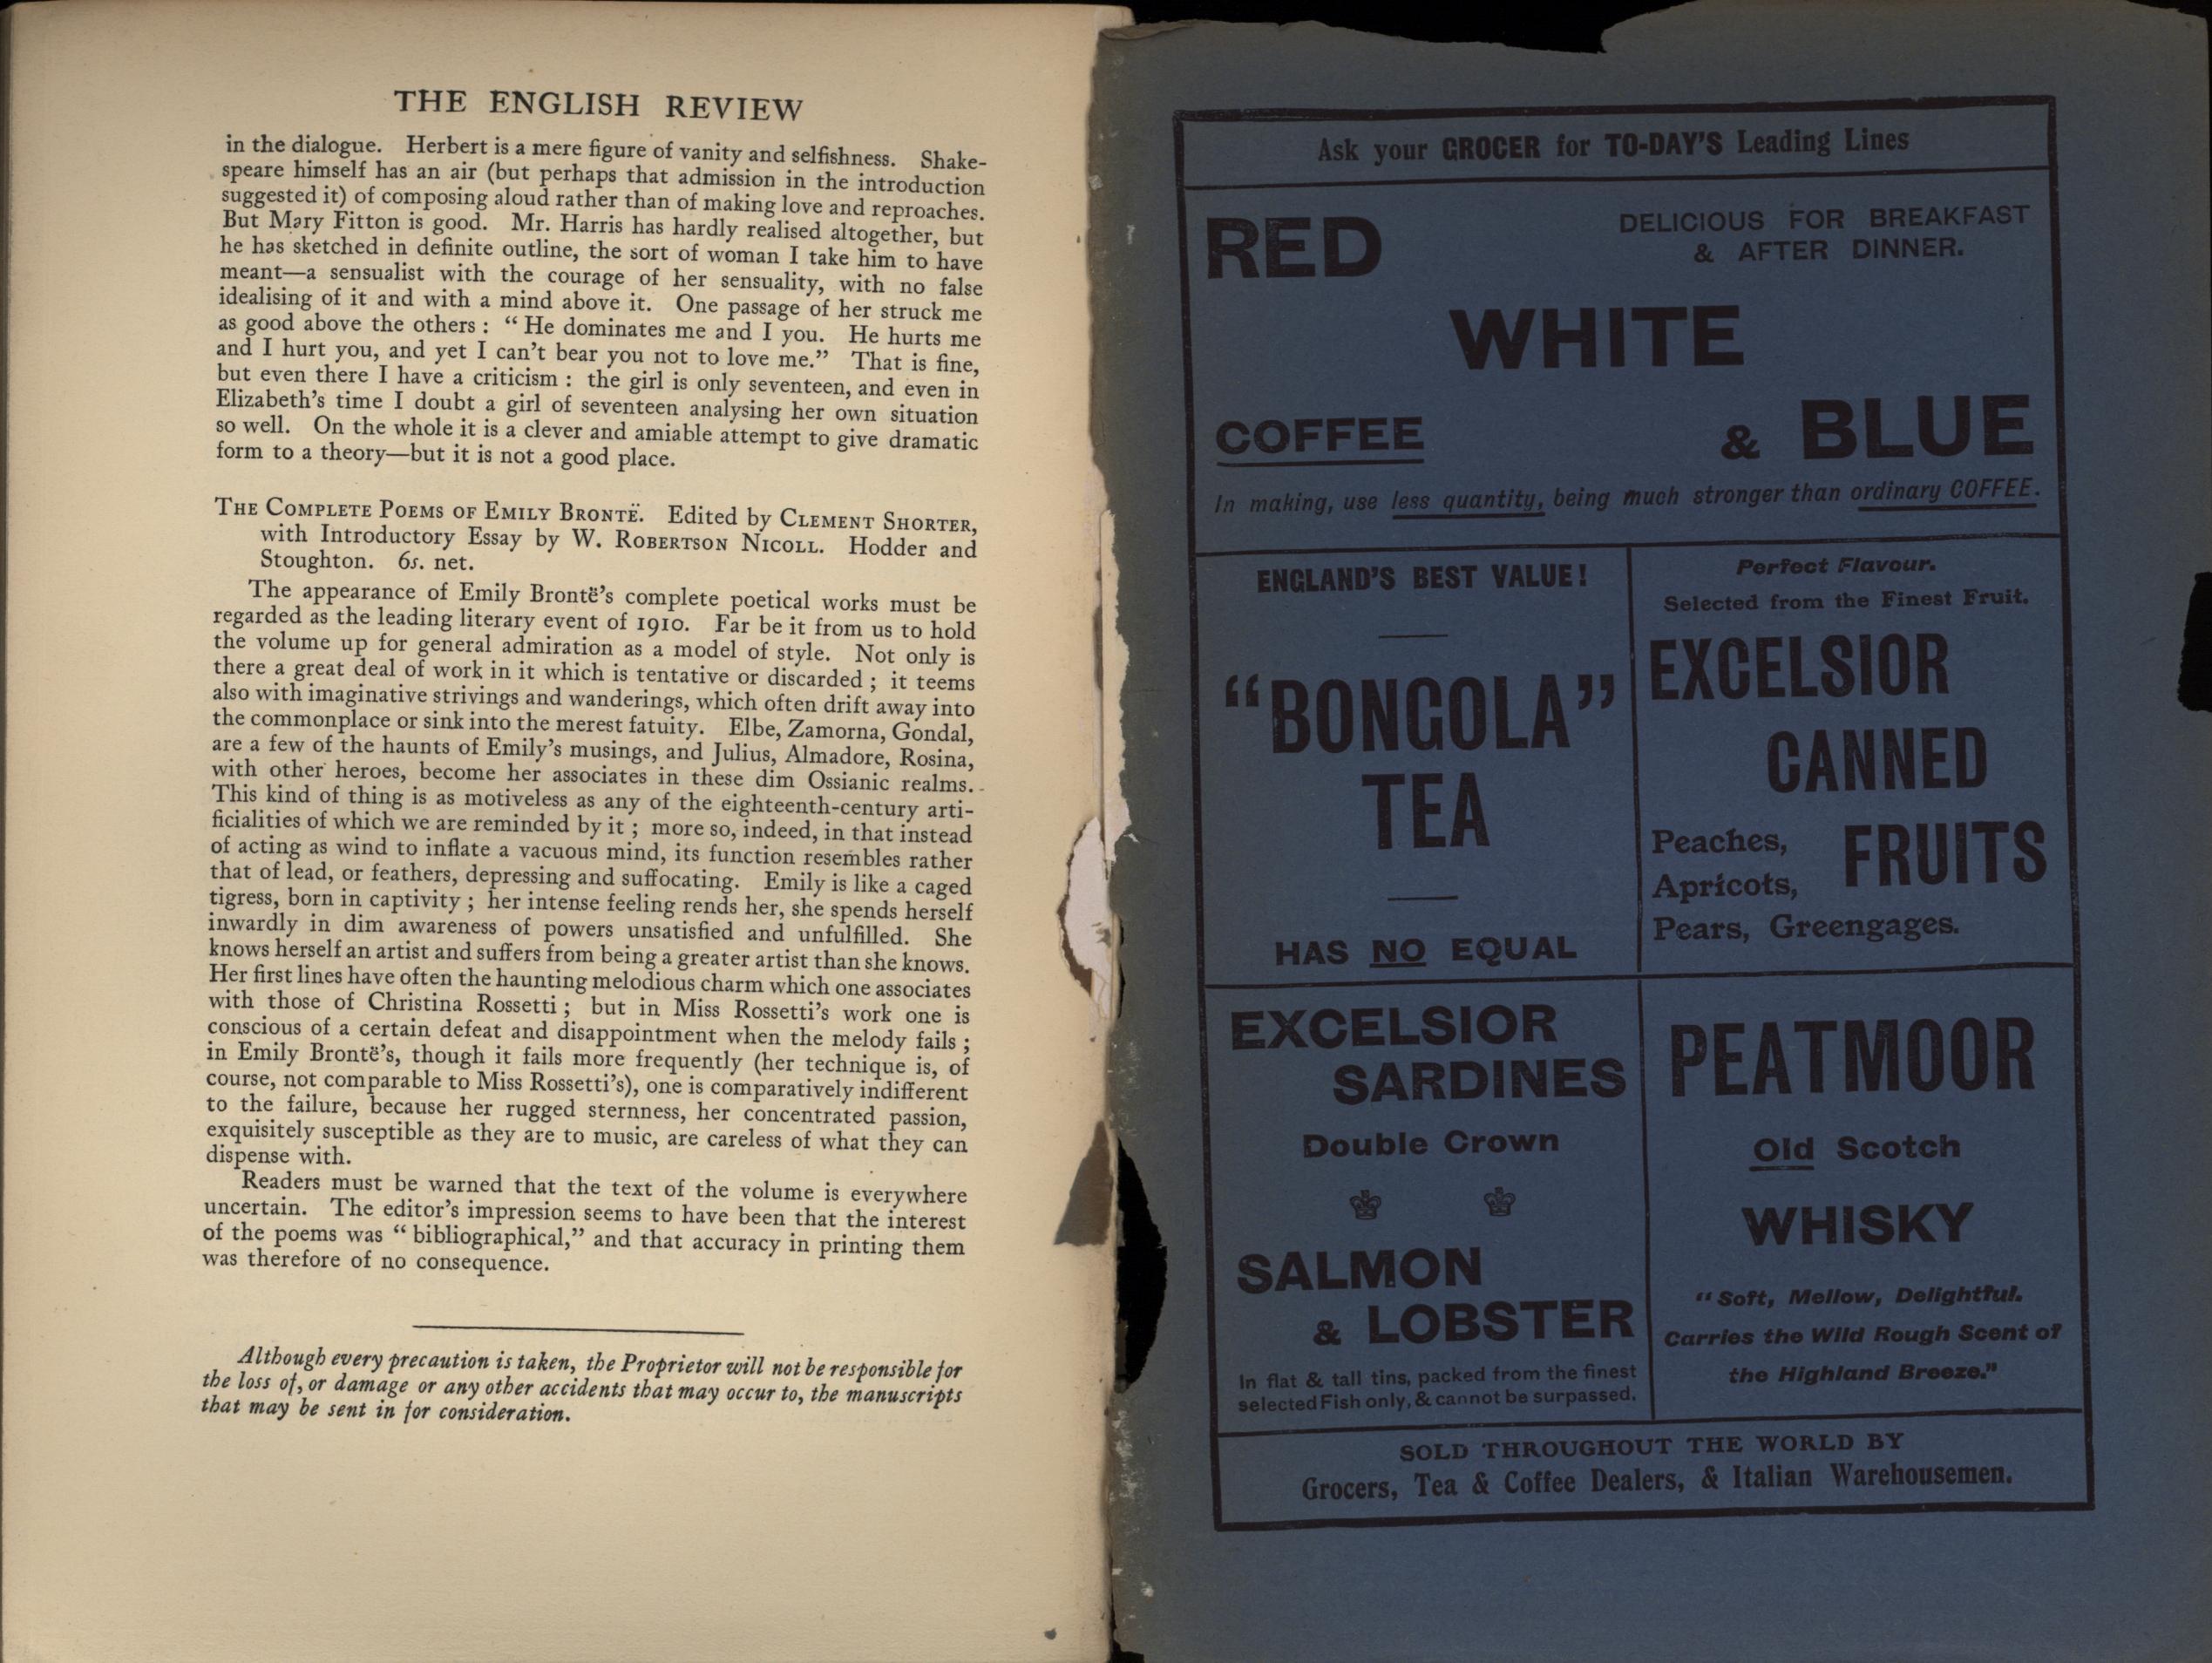 THE ENGLISH REVIEW
in the dialogue. Herbert is a mere figure of vanity and selfishness. Shake-
speare himself has an air (but perhaps that admission in the introduction
suggested it) of composing aloud rather than of making love and reproaches.
But Mary Fitton is good. Mr. Harris has hardly realised altogether, but
he has sketched in definite outline, the sort of woman I take him to have
meant—a sensualist with the courage of her sensuality, with no false
idealising of it and with a mind above it. One passage of her struck me
as good above the others : “ He dominates me and I you. He hurts me
and I hurt you, and yet I can’t bear you not to love me.” That is fine,
but even there I have a criticism : the girl is only seventeen, and even in
Elizabeth’s time I doubt a girl of seventeen analysing her own situation
so well. On the whole it is a clever and amiable attempt to give dramatic
form to a theory—but it is not a good place.
THE COMPLETE POEMS OF EMILY BRONTË. Edited by CLEMENT SHORTER,
with Introductory Essay by W. ROBERTSON NICOLL. Hodder and
Stoughton. 6s. net.
The appearance of Emily Brontë’s complete poetical works must be
regarded as the leading literary event of 1910. Far be it from us to hold
the volume up for general admiration as a model of style. Not only is
there a great deal of work in it which is tentative or discarded ; it teems
also with imaginative strivings and wanderings, which often drift away into
the commonplace or sink into the merest fatuity. Elbe, Zamorna, Gondal,
are a few of the haunts of Emily’s musings, and Julius, Almadore, Rosina,
with other heroes, become her associates in these dim Ossianic realms.
This kind of thing is as motiveless as any of the eighteenth-century arti-
ficialities of which we are reminded by it ; more so, indeed, in that instead
of acting as wind to inflate a vacuous mind, its function resembles rather
that of lead, or feathers, depressing and suffocating. Emily is like a caged
tigress, born in captivity ; her intense feeling rends her, she spends herself
inwardly in dim awareness of powers unsatisfied and unfulfilled. She
knows herself an artist and suffers from being a greater artist than she knows.
Her first lines have often the haunting melodious charm which one associates
with those of Christina Rossetti ; but in Miss Rossetti’s work one is
conscious of a certain defeat and disappointment when the melody fails ;
in Emily Brontë’s, though it fails more frequently (her technique is, of
course, not comparable to Miss Rossetti’s), one is comparatively indifferent
to the failure, because her rugged sternness, her concentrated passion,
exquisitely susceptible as they are to music, are careless of what they can
dispense with.
Readers must be warned that the text of the volume is everywhere
uncertain. The editor’s impression seems to have been that the interest
of the poems was “ bibliographical,” and that accuracy in printing them
was therefore of no consequence.
Although every precaution is taken, the Proprietor will not be responsible for
the loss of, or damage or any other accidents that may occur to, the manuscripts
that may be sent in for consideration.
Ask your GROCER for TO-DAY’S Leading Lines
RED
DELICIOUS FOR BREAKFAST
& AFTER DINNER.
WHITE
COFFEE
& BLUE
In making, use less quantity, being much stronger than ordinary COFFEE.
ENGLAND’S BEST VALUE!
“BONGOLA”
TEA
HAS NO EQUAL
Perfect Flavour.
Selected from the Finest Fruit.
EXCELSIOR
CANNED
FRUITS
Peaches,
Apricots,
Pears, Greengages.
EXCELSIOR
SARDINES
Double Crown
SALMON
& LOBSTER
In flat & tall tins, packed from the finest
selected Fish only, & cannot be surpassed.
PEATMOOR
Old Scotch
WHISKY
“Soft, Mellow, Delightful.
Carries the Wild Rough Scent of
the Highland Breeze.”
SOLD THROUGHOUT THE WORLD BY
Grocers, Tea & Coffee Dealers, & Italian Warehousemen.